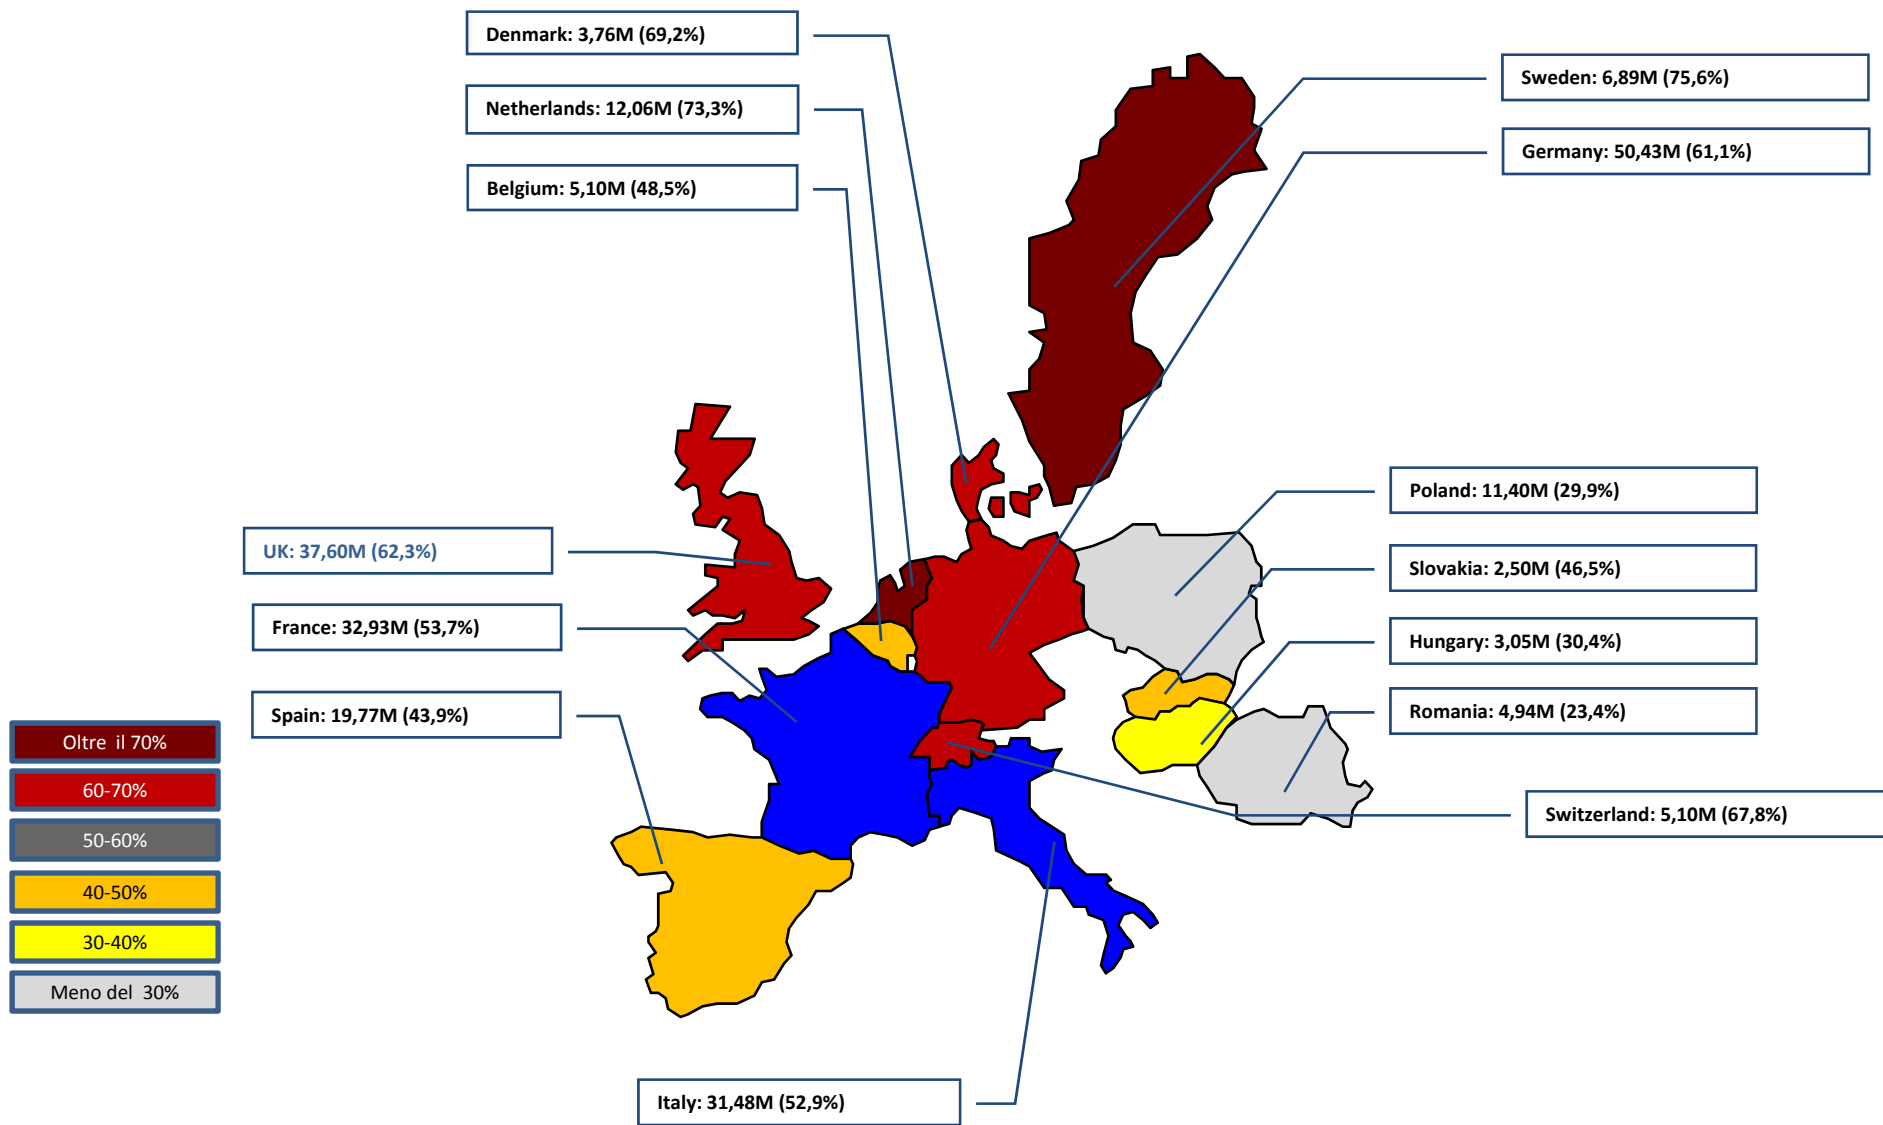 Denmark: 3,76M (69,2%)
Netherlands: 12,06M (73,3%)
Belgium: 5,10M (48,5%)
Sweden: 6,89M (75,6%)
Germany: 50,43M (61,1%)
UK: 37,60M (62,3%)
France: 32,93M (53,7%)
Spain: 19,77M (43,9%)
Poland: 11,40M (29,9%)
Slovakia: 2,50M (46,5%)
Hungary: 3,05M (30,4%)
Romania: 4,94M (23,4%)
Switzerland: 5,10M (67,8%)
Oltre il 70%
60-70%
50-60%
40-50%
30-40%
Meno del 30%
Italy: 31,48M (52,9%)